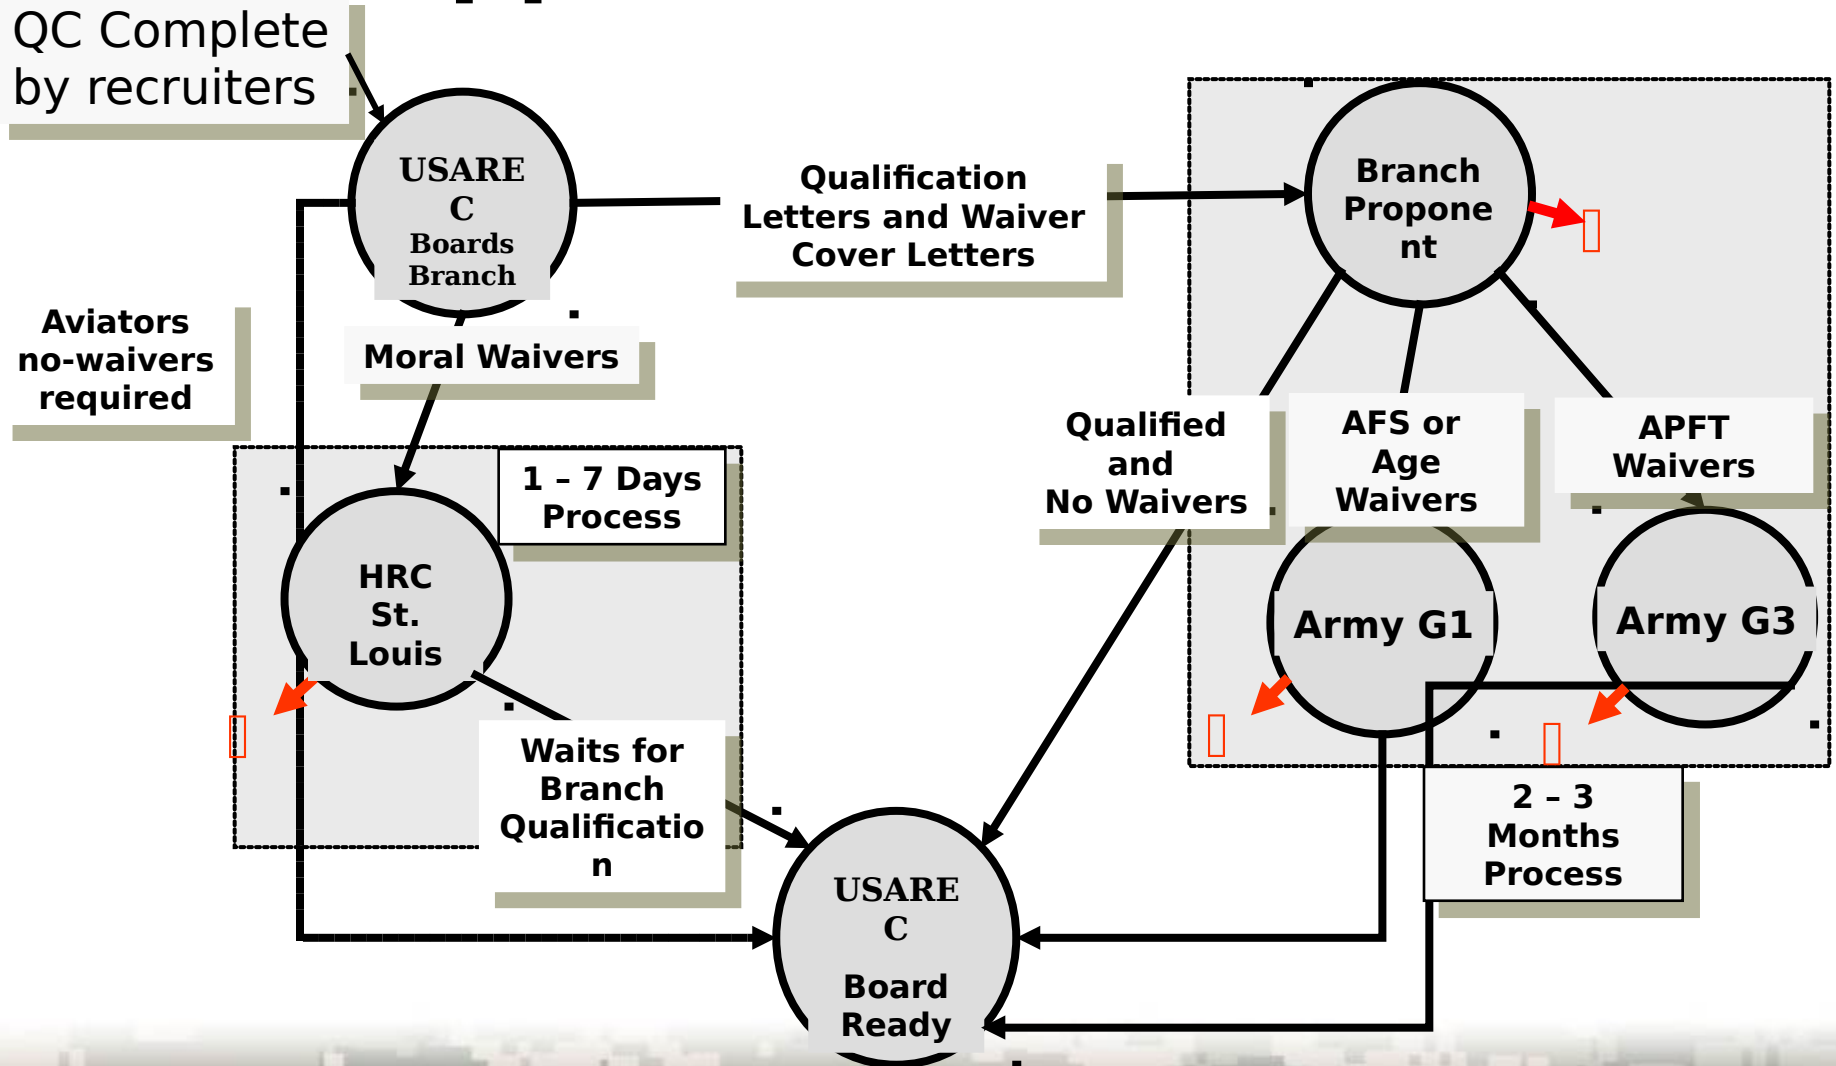 QC Complete
by recruiters
USARE
C
Boards
Branch
Qualification
Letters and Waiver
Cover Letters
Branch
Propone
nt
Aviators
no-waivers
required
Moral Waivers
1 – 7 Days
Process
HRC
St.
Louis
Waits for
Branch
Qualificatio
n
Qualified
and
No Waivers
AFS or
Age
Waivers
APFT
Waivers
Army G1
Army G3
2 – 3
Months
Process
USARE
C
Board
Ready